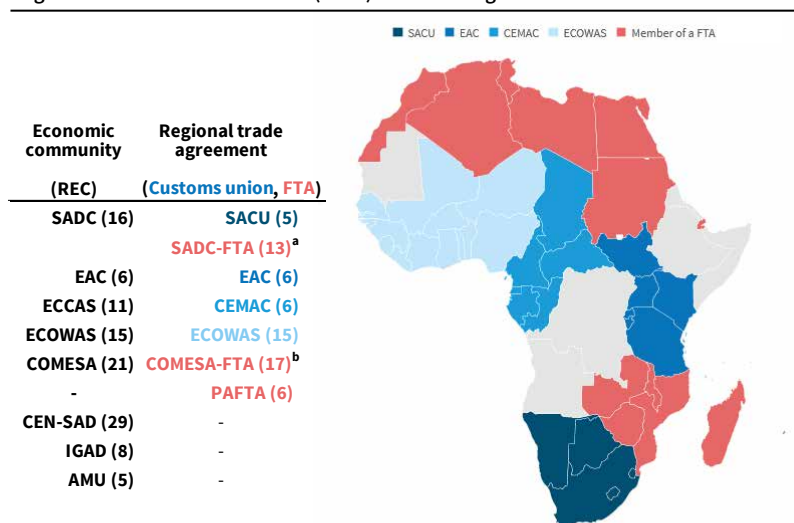 SACU EAC CEMAC ECOWAS Member of a FTA
Economic community Regional trade agreement
(REC) (Customs union, FTA)
SADC (16) SACU (5)
SADC-FTA (13)a
EAC (6) EAC (6)
ECCAS (11) CEMAC (6)
ECOWAS (15) ECOWAS (15)
COMESA (21) COMESA-FTA (17)b
- PAFTA (6)
CEN-SAD (29) -
IGAD (8) -
AMU (5) -